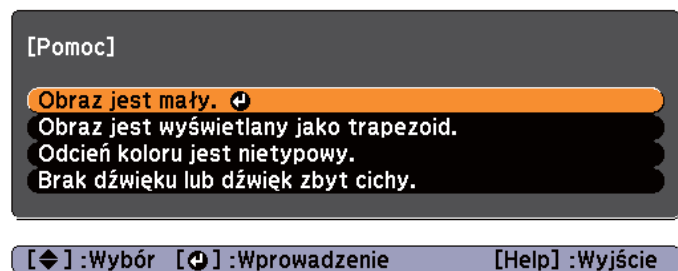 [Pomoc]
Obraz jest mały.
Obraz jest wyświetlany jako trapezoid.
Odcień koloru jest nietypowy.
Brak dźwięku lub dźwięk zbyt cichy.
[◆] :Wybór [⏎] :Wprowadzenie [Help] :Wyjście